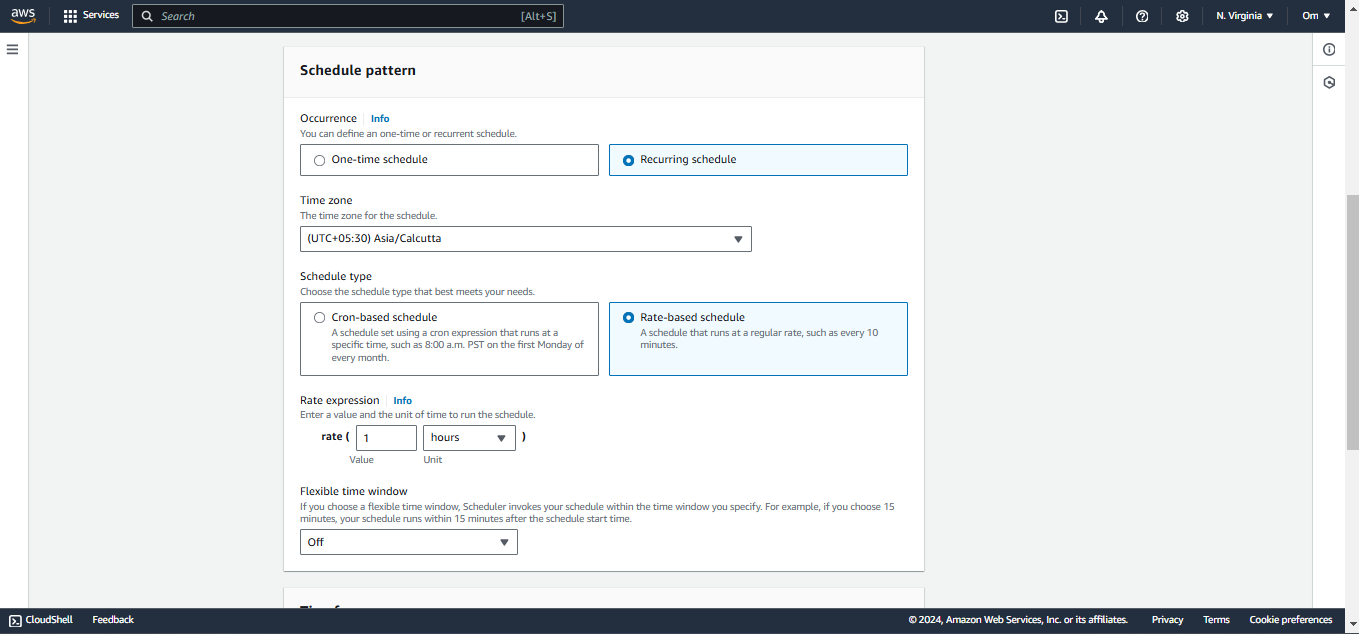 aws
Services
Search
[Alt+S]
N. Virginia
Om
Schedule pattern
Occurrence
Info
You can define an one-time or recurrent schedule.
One-time schedule
Recurring schedule
Time zone
The time zone for the schedule.
(UTC+05:30) Asia/Calcutta
Schedule type
Choose the schedule type that best meets your needs.
Cron-based schedule
A schedule set using a cron expression that runs at a
specific time, such as 8:00 a.m. PST on the first Monday of
every month.
Rate-based schedule
A schedule that runs at a regular rate, such as every 10
minutes.
Rate expression
Info
Enter a value and the unit of time to run the schedule.
rate (
1
hours
)
Value
Unit
Flexible time window
If you choose a flexible time window, Scheduler invokes your schedule within the time window you specify. For example, if you choose 15
minutes, your schedule runs within 15 minutes after the schedule start time.
Off
CloudShell
Feedback
© 2024, Amazon Web Services, Inc. or its affiliates.
Privacy
Terms
Cookie preferences